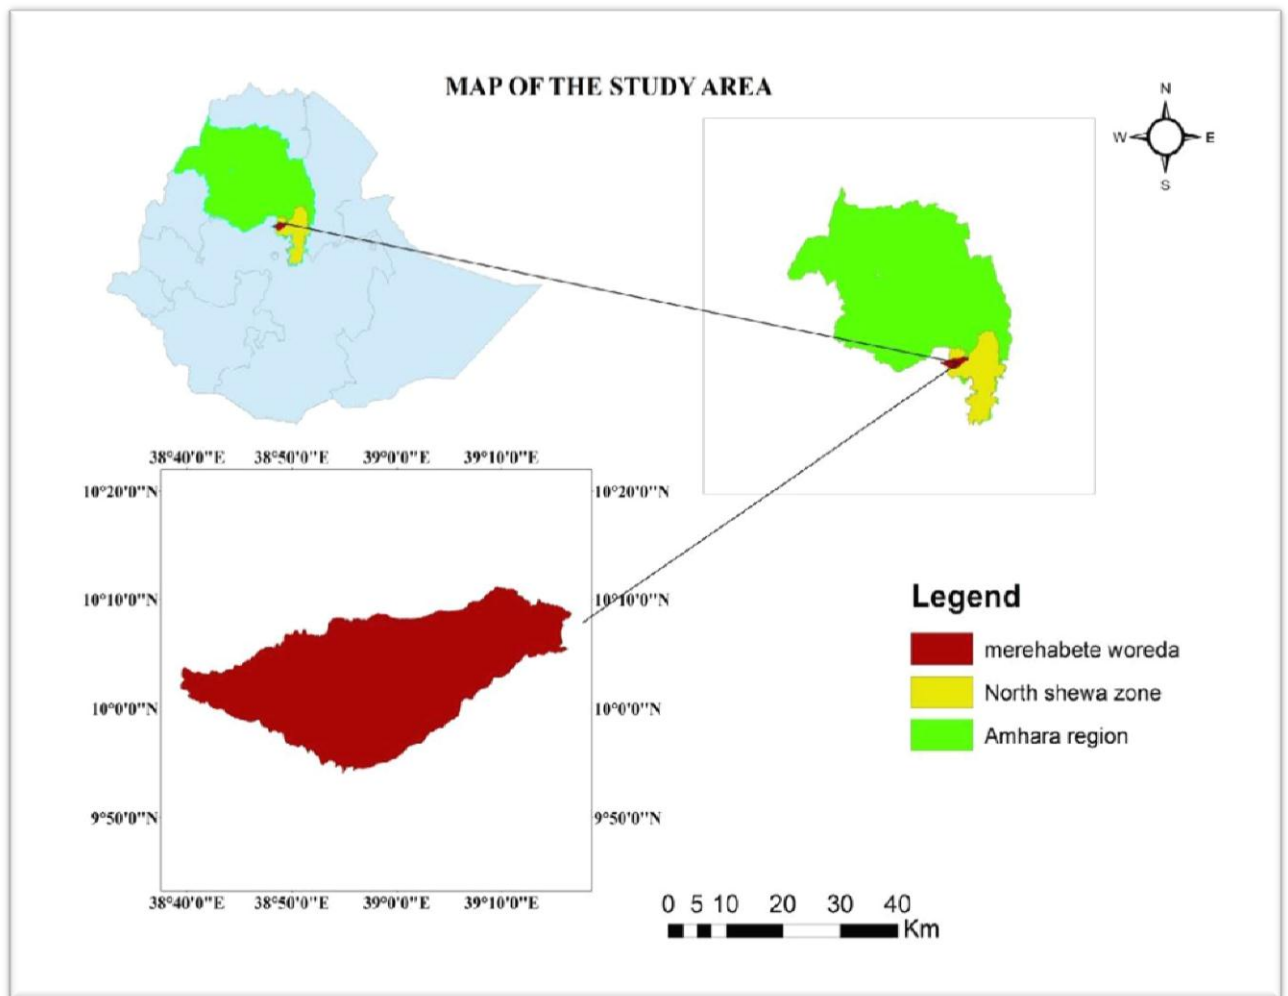 MAP OF THE STUDY AREA
N
W E
S
38°40'0"E 38°50'0"E 39°0'0"E 39°10'0"E
10°20'0"N 10°20'0"N
10°10'0"N 10°10'0"N
10°0'0"N 10°0'0"N
9°50'0"N 9°50'0"N
38°40'0"E 38°50'0"E 39°0'0"E 39°10'0"E
Legend
merehabete woreda
North shewa zone
Amhara region
0 5 10 20 30 40
Km